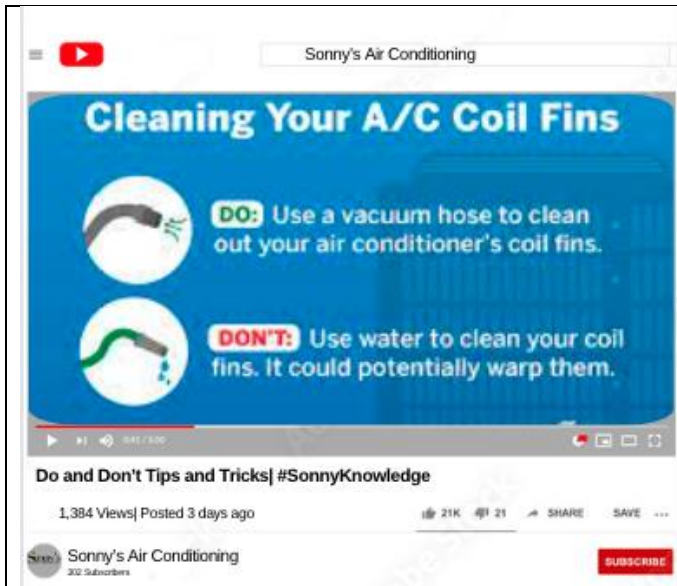 Sonny's Air Conditioning
Cleaning Your A/C Coil Fins
DO: Use a vacuum hose to clean
out your air conditioner's coil fins.
DON'T: Use water to clean your coil
fins. It could potentially warp them.
Do and Don't Tips and Tricks| #SonnyKnowledge
1,384 Views| Posted 3 days ago
21K 21 SHARE SAVE ...
Sonny's Air Conditioning
202 Subscribers
SUBSCRIBE